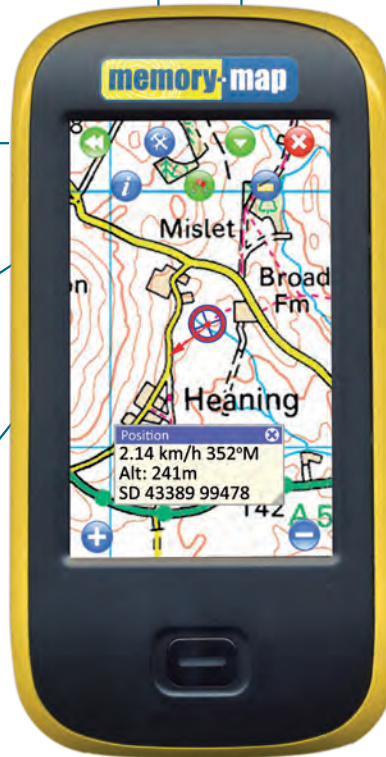 memory-map
8
i
Mislet
on
Broad
Fm
Heaning
Position
2.14 km/h 352°M
Alt: 241m
SD 43389 99478
142 A 5